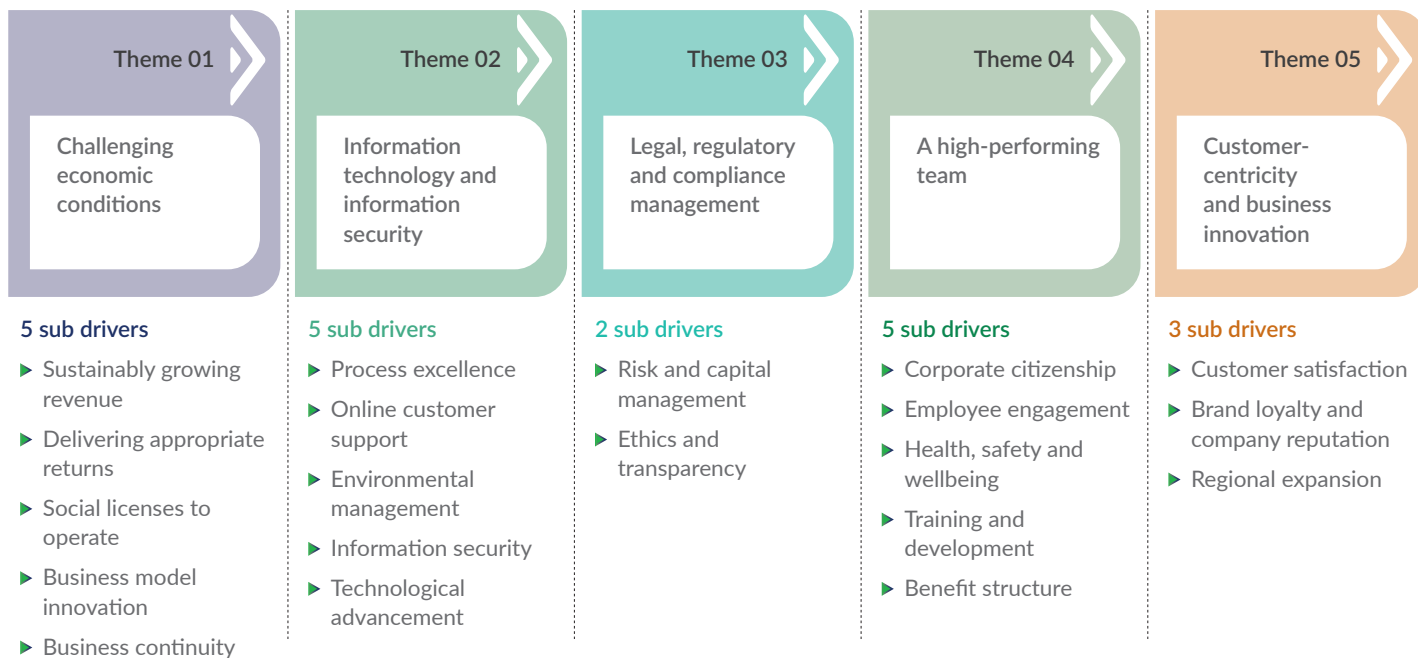 Theme 01
Challenging
economic
conditions
5 sub drivers
Sustainably growing
revenue
Delivering appropriate
returns
Social licenses to
operate
Business model
innovation
Business continuity
Theme 02
Information
technology and
information
security
5 sub drivers
Process excellence
Online customer
support
Environmental
management
Information security
Technological
advancement
Theme 03
Legal, regulatory
and compliance
management
2 sub drivers
Risk and capital
management
Ethics and
transparency
Theme 04
A high-performing
team
5 sub drivers
Corporate citizenship
Employee engagement
Health, safety and
wellbeing
Training and
development
Benefit structure
Theme 05
Customer-
centricity
and business
innovation
3 sub drivers
Customer satisfaction
Brand loyalty and
company reputation
Regional expansion